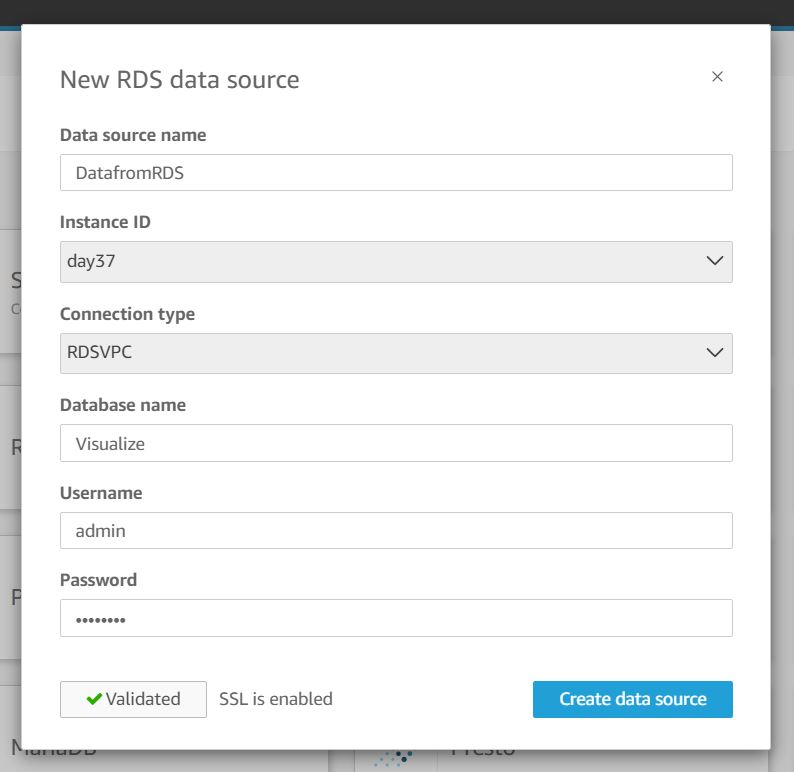 New RDS data source
Data source name
DatafromRDS
Instance ID
day37
Connection type
RDSVPC
Database name
Visualize
Username
admin
Password
••••••••
Validated
SSL is enabled
Create data source
MariaDB
Presto